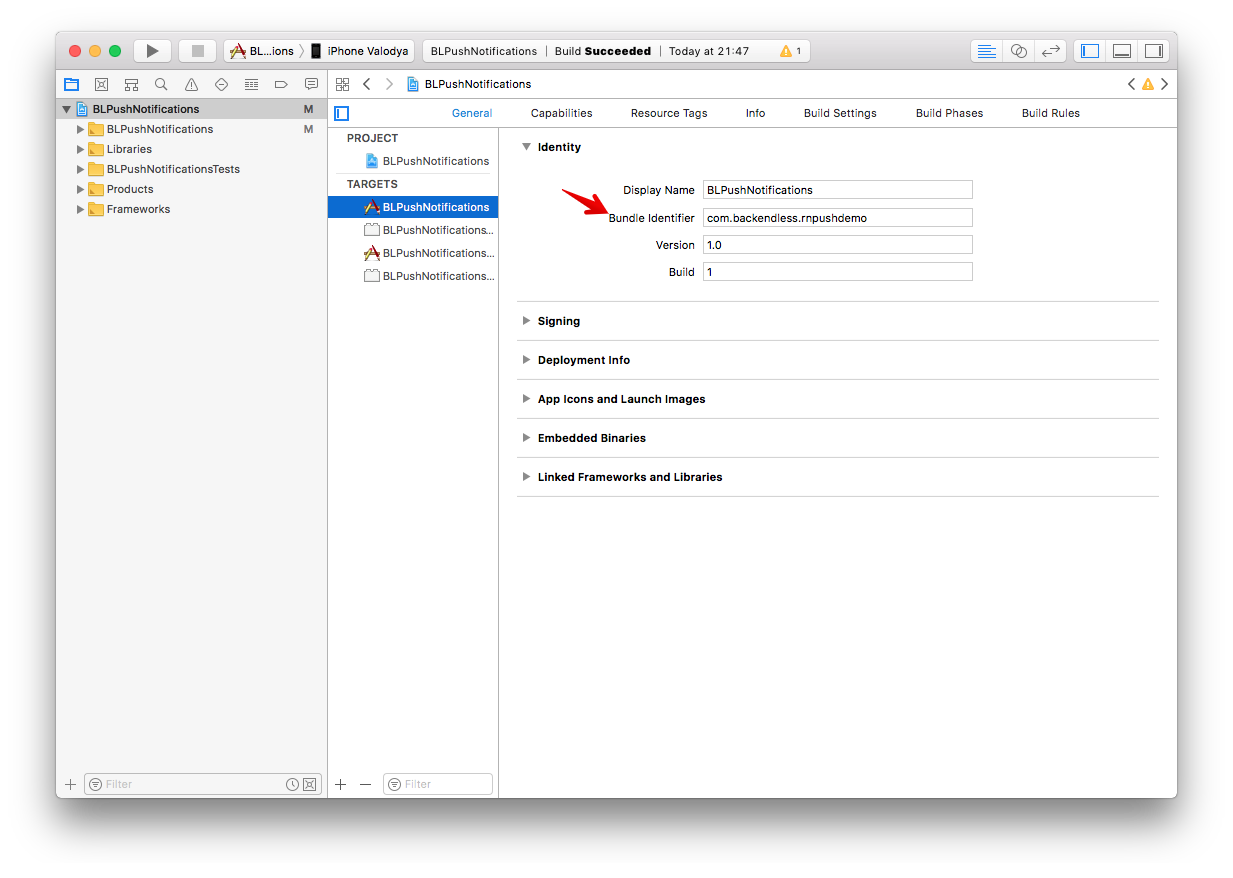 BL...ions iPhone Valodya BLPushNotifications | Build Succeeded | Today at 21:47 1
BLPushNotifications
BLPushNotifications M
BLPushNotifications M
Libraries
BLPushNotificationsTests
Products
Frameworks
Filter
General Capabilities Resource Tags Info Build Settings Build Phases Build Rules
PROJECT
BLPushNotifications
TARGETS
BLPushNotifications
BLPushNotifications...
BLPushNotifications...
BLPushNotifications...
Filter
Identity
Display Name BLPushNotifications
Bundle Identifier com.backendless.rnpushdemo
Version 1.0
Build 1
Signing
Deployment Info
App Icons and Launch Images
Embedded Binaries
Linked Frameworks and Libraries